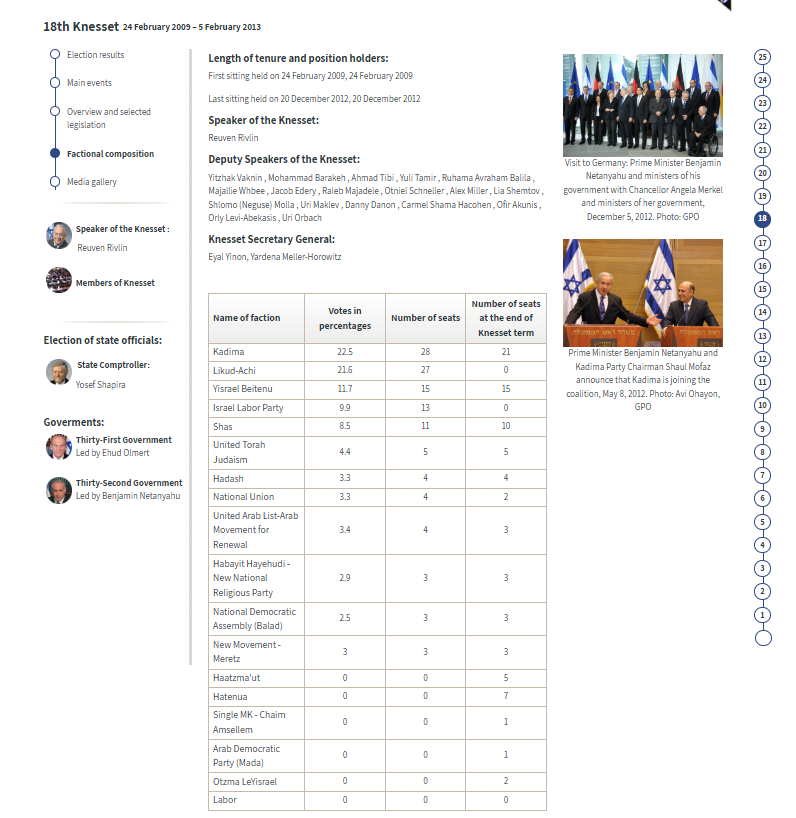 18th Knesset 24 February 2009 – 5 February 2013
Election results
Main events
Overview and selected
legislation
Factional composition
Media gallery
Speaker of the Knesset :
Reuven Rivlin
Members of Knesset
Election of state officials:
State Comptroller:
Yosef Shapira
Goverments:
Thirty-First Government
Led by Ehud Olmert
Thirty-Second Government
Led by Benjamin Netanyahu
Length of tenure and position holders:
First sitting held on 24 February 2009, 24 February 2009
Last sitting held on 20 December 2012, 20 December 2012
Speaker of the Knesset:
Reuven Rivlin
Deputy Speakers of the Knesset:
Yitzhak Vaknin , Mohammad Barakeh , Ahmad Tibi , Yuli Tamir , Ruhama Avraham Balila ,
Majallie Whbee , Jacob Edery , Raleb Majadele , Otniel Schneller , Alex Miller , Lia Shemtov ,
Shlomo (Neguse) Molla , Uri Maklev , Danny Danon , Carmel Shama Hacohen , Ofir Akunis ,
Orly Levi-Abekasis , Uri Orbach
Knesset Secretary General:
Eyal Yinon, Yardena Meller-Horowitz
Name of faction
Votes in
percentages
Number of seats
Number of seats
at the end of
Knesset term
Kadima 22.5 28 21
Likud-Achi 21.6 27 0
Yisrael Beitenu 11.7 15 15
Israel Labor Party 9.9 13 0
Shas 8.5 11 10
United Torah
Judaism 4.4 5 5
Hadash 3.3 4 4
National Union 3.3 4 2
United Arab List-Arab
Movement for 3.4 4 3
Renewal
Habayit Hayehudi -
New National 2.9 3 3
Religious Party
National Democratic
Assembly (Balad) 2.5 3 3
New Movement -
Meretz 3 3 3
Haatzma'ut 0 0 5
Hatenua 0 0 7
Single MK - Chaim
Amsellem 0 0 1
Arab Democratic
Party (Mada) 0 0 1
Otzma LeYisrael 0 0 2
Labor 0 0 0
Visit to Germany: Prime Minister Benjamin
Netanyahu and ministers of his
government with Chancellor Angela Merkel
and ministers of her government,
December 5, 2012. Photo: GPO
Prime Minister Benjamin Netanyahu and
Kadima Party Chairman Shaul Mofaz
announce that Kadima is joining the
coalition, May 8, 2012. Photo: Avi Ohayon,
GPO
25
24
23
22
21
20
19
18
17
16
15
14
13
12
11
10
9
8
7
6
5
4
3
2
1